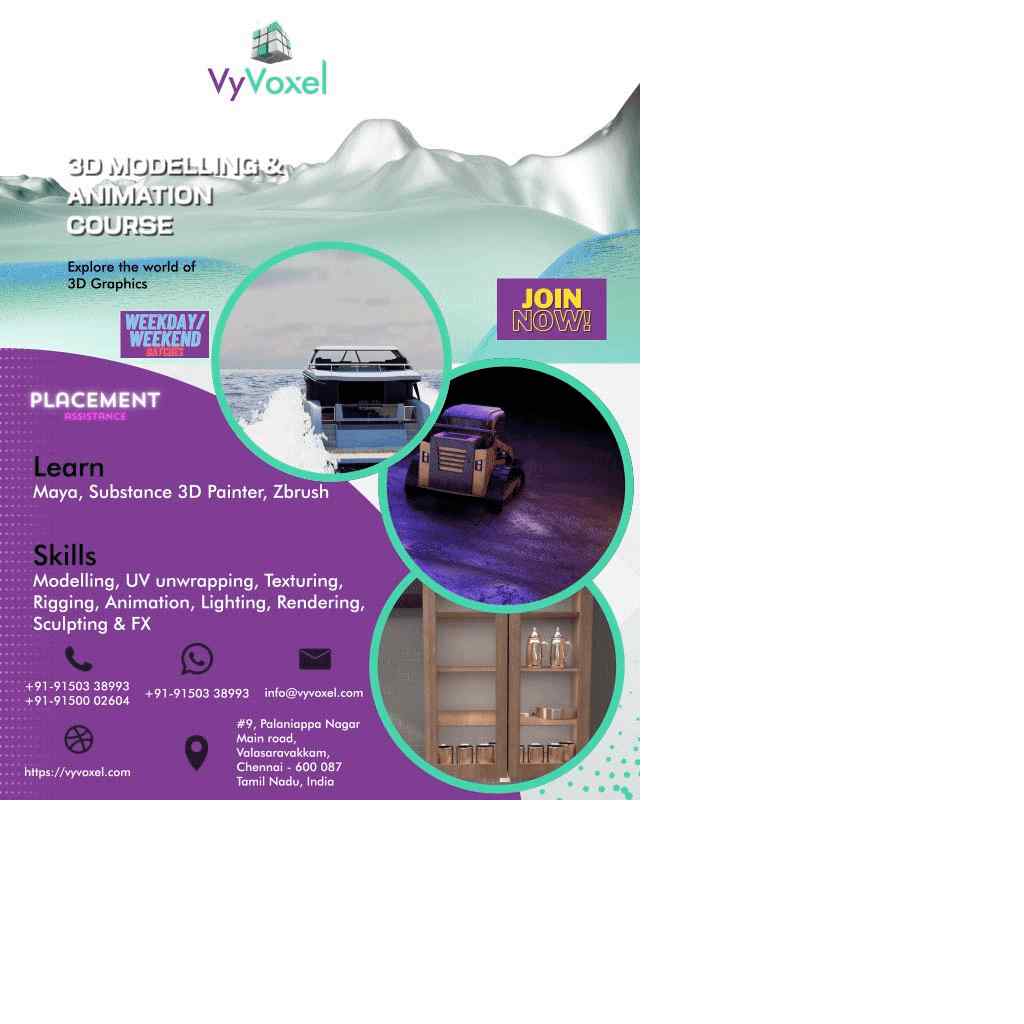 VyVoxel
3D MODELLING &
ANIMATION
COURSE
Explore the world of
3D Graphics
WEEKDAY/
WEEKEND
BATCHES
JOIN
NOW!
PLACEMENT
ASSISTANCE
Learn
Maya, Substance 3D Painter, Zbrush
Skills
Modelling, UV unwrapping, Texturing,
Rigging, Animation, Lighting, Rendering,
Sculpting & FX
+91-91503 38993
+91-91500 02604
+91-91503 38993
info@vyvoxel.com
https://vyvoxel.com
#9, Palaniappa Nagar
Main road,
Valasaravakkam,
Chennai - 600 087
Tamil Nadu, India